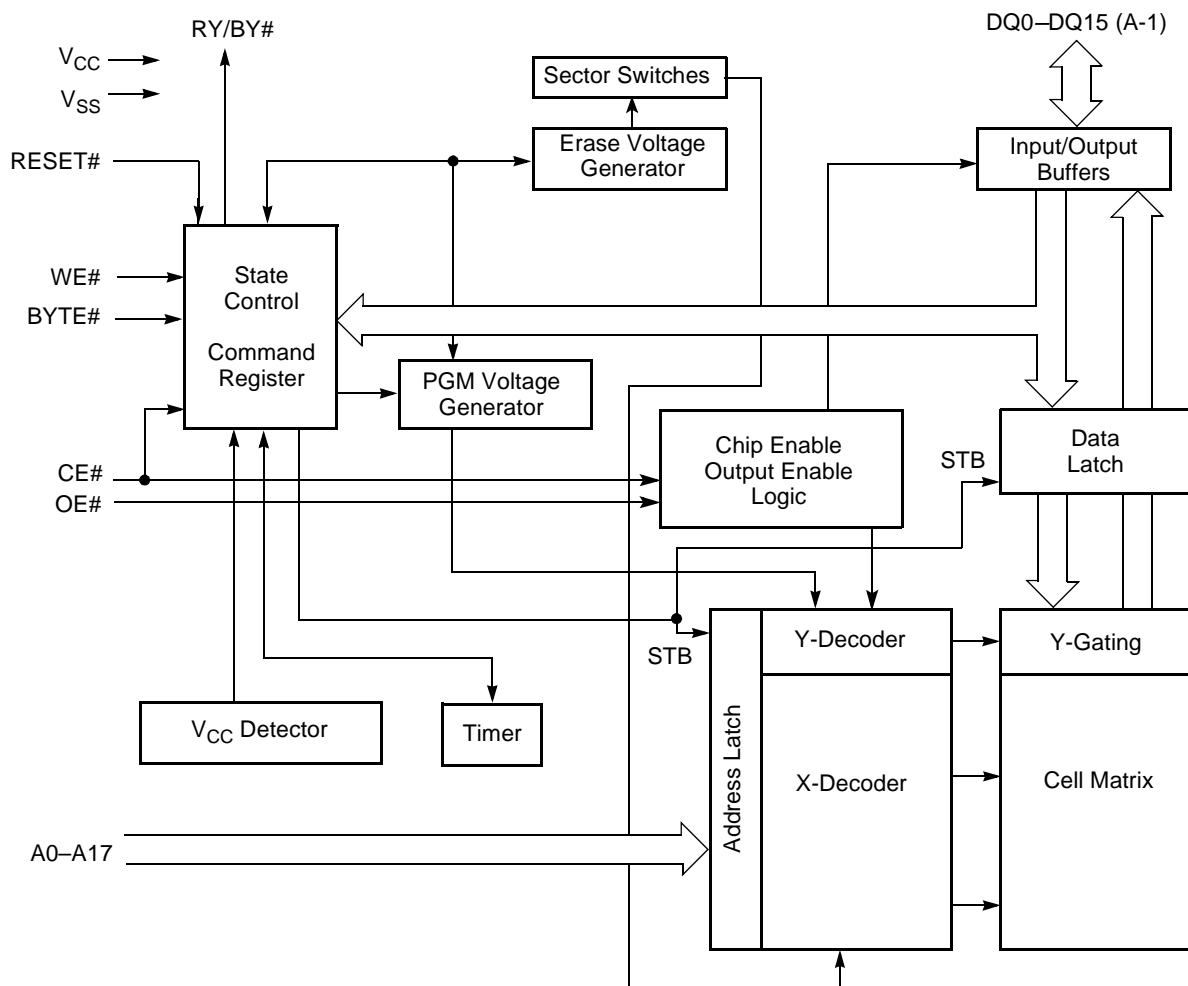 RY/BY#
DQ0–DQ15 (A-1)
VCC
VSS
Sector Switches
RESET#
Erase Voltage
Generator
Input/Output
Buffers
WE#
BYTE#
State
Control
Command
Register
PGM Voltage
Generator
Chip Enable
Output Enable
Logic
STB
Data
Latch
CE#
OE#
STB
Y-Decoder
Y-Gating
VCC Detector
Timer
Address Latch
X-Decoder
Cell Matrix
A0–A17